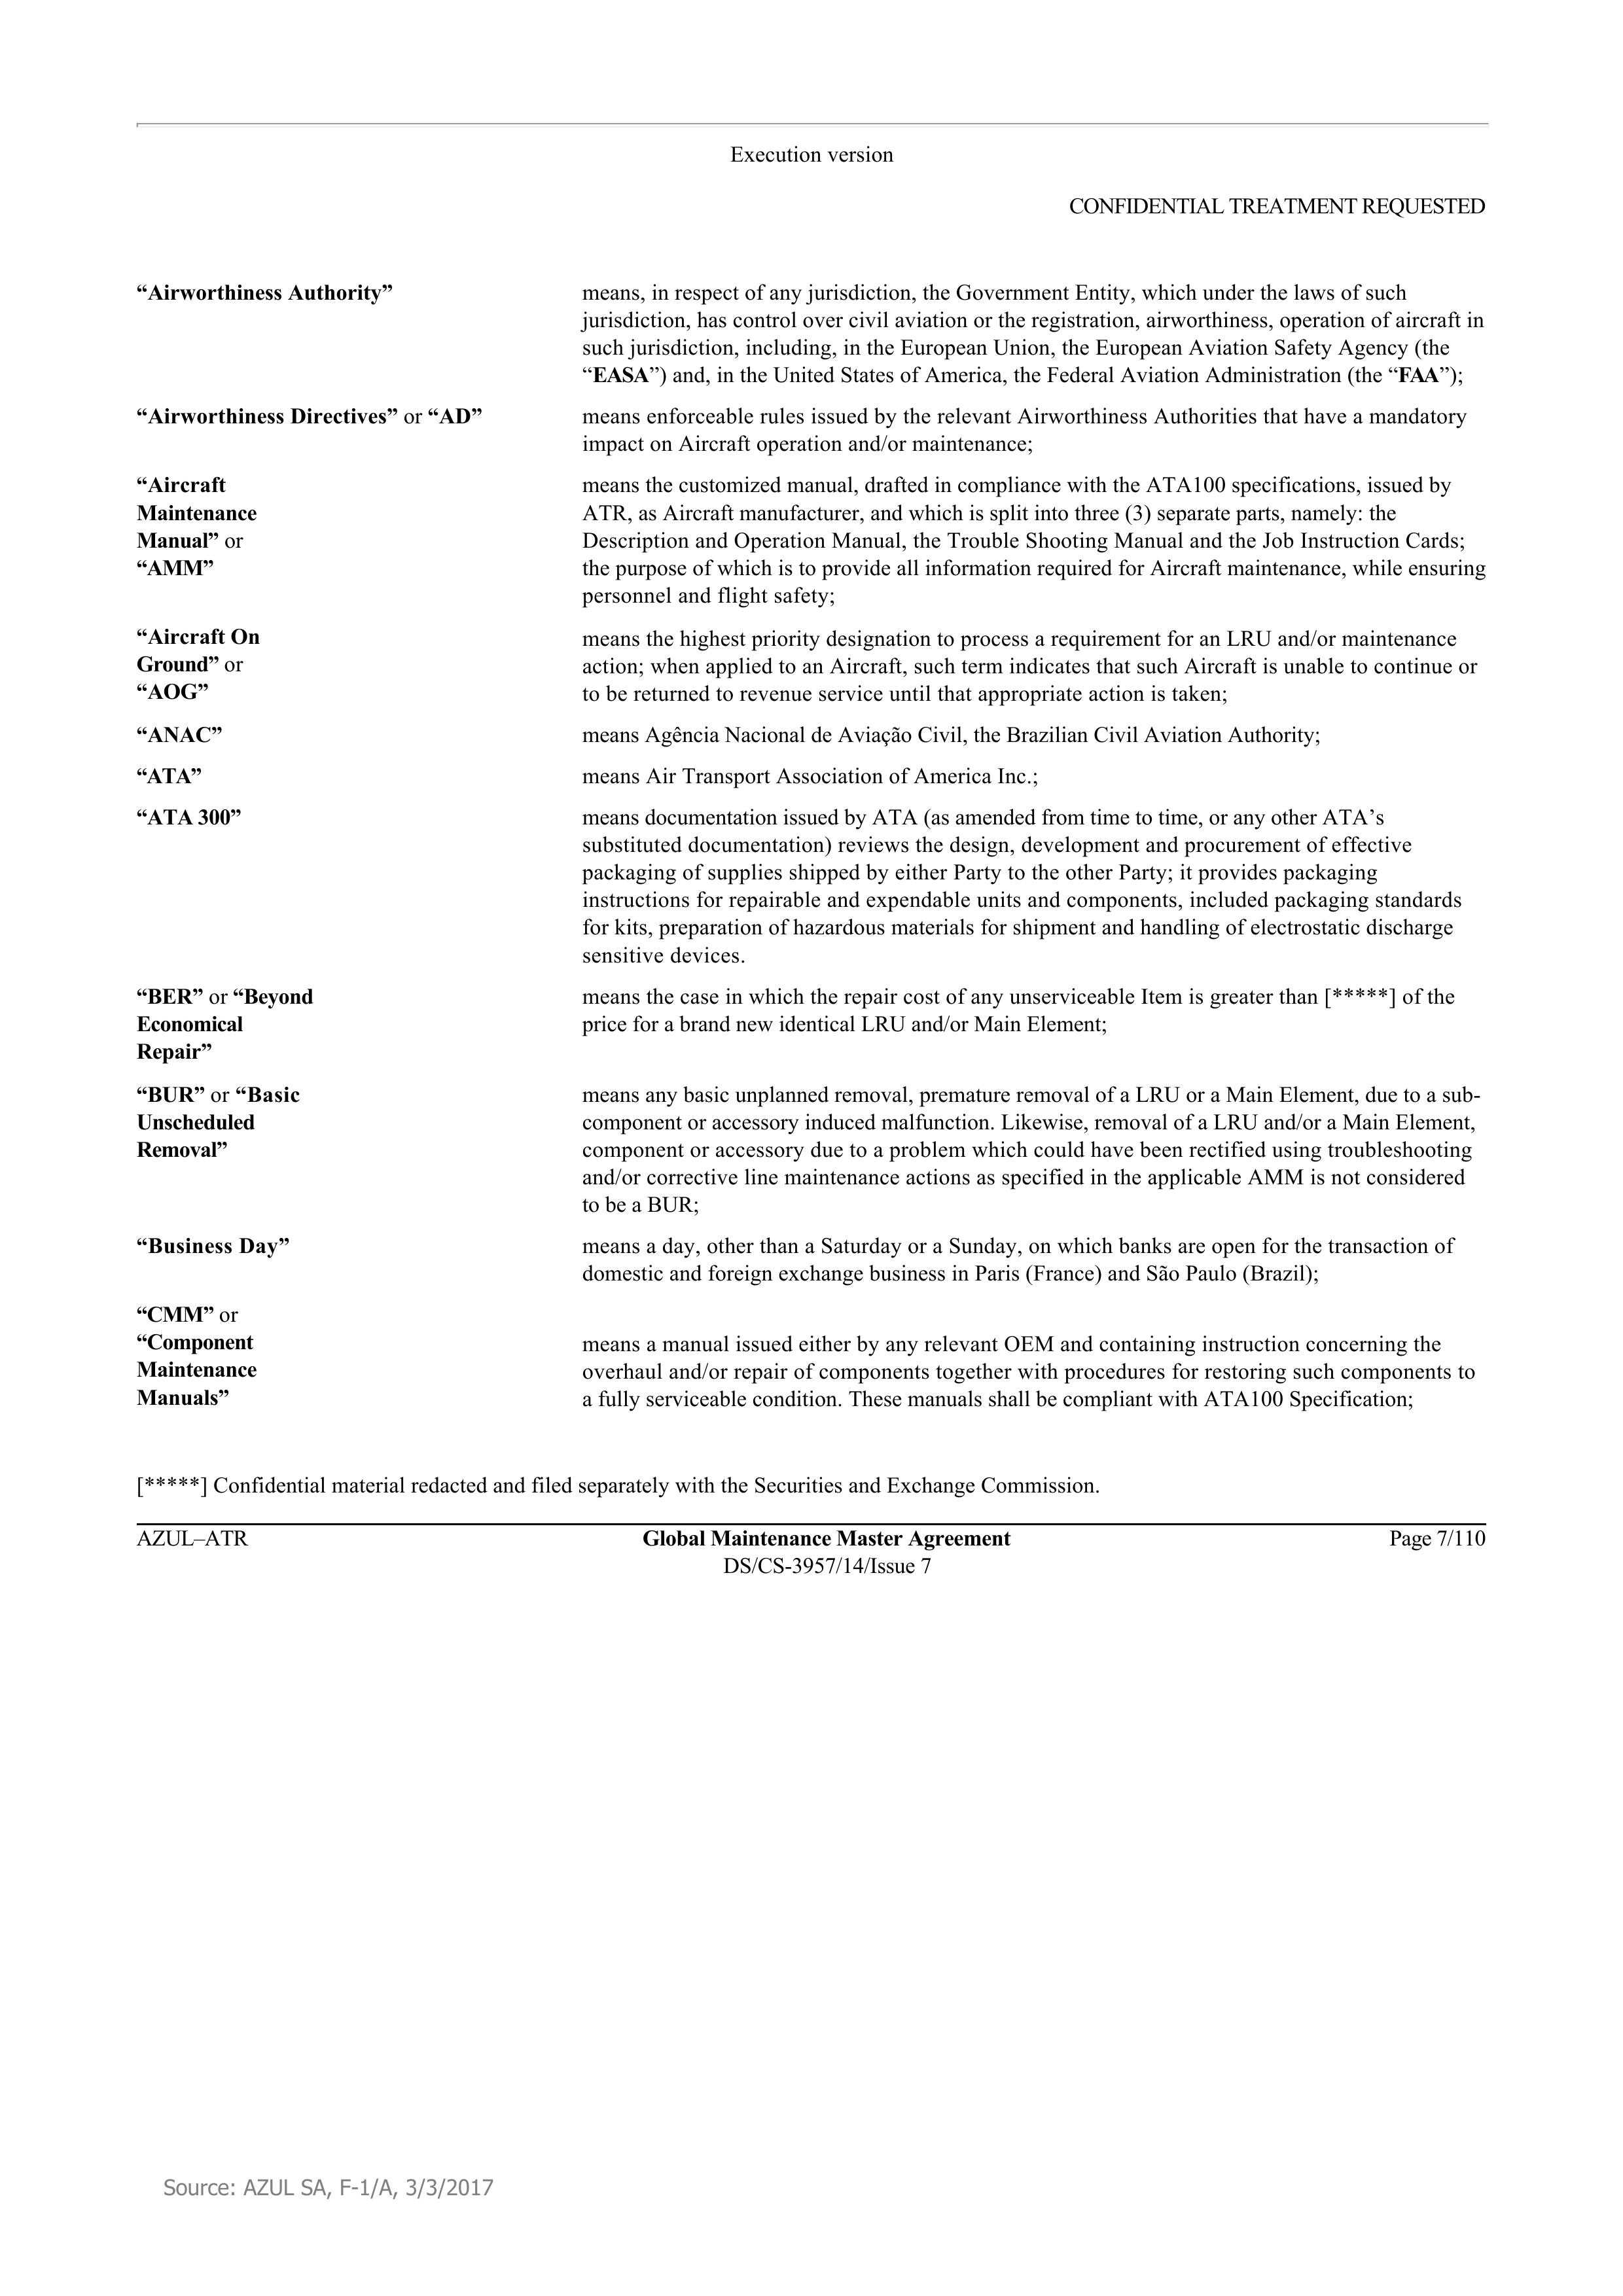 Execution version
CONFIDENTIAL TREATMENT REQUESTED
“Airworthiness Authority”
means, in respect of any jurisdiction, the Government Entity, which under the laws of such
jurisdiction, has control over civil aviation or the registration, airworthiness, operation of aircraft in
such jurisdiction, including, in the European Union, the European Aviation Safety Agency (the
“EASA”) and, in the United States of America, the Federal Aviation Administration (the “FAA”);
“Airworthiness Directives” or “AD”
means enforceable rules issued by the relevant Airworthiness Authorities that have a mandatory
impact on Aircraft operation and/or maintenance;
“Aircraft
Maintenance
Manual” or
“AMM”
means the customized manual, drafted in compliance with the ATA100 specifications, issued by
ATR, as Aircraft manufacturer, and which is split into three (3) separate parts, namely: the
Description and Operation Manual, the Trouble Shooting Manual and the Job Instruction Cards;
the purpose of which is to provide all information required for Aircraft maintenance, while ensuring
personnel and flight safety;
“Aircraft On
Ground” or
“AOG”
means the highest priority designation to process a requirement for an LRU and/or maintenance
action; when applied to an Aircraft, such term indicates that such Aircraft is unable to continue or
to be returned to revenue service until that appropriate action is taken;
“ANAC”
means Agência Nacional de Aviação Civil, the Brazilian Civil Aviation Authority;
“ATA”
means Air Transport Association of America Inc.;
“ATA 300”
means documentation issued by ATA (as amended from time to time, or any other ATA’s
substituted documentation) reviews the design, development and procurement of effective
packaging of supplies shipped by either Party to the other Party; it provides packaging
instructions for repairable and expendable units and components, included packaging standards
for kits, preparation of hazardous materials for shipment and handling of electrostatic discharge
sensitive devices.
“BER” or “Beyond
Economical
Repair”
means the case in which the repair cost of any unserviceable Item is greater than [*****] of the
price for a brand new identical LRU and/or Main Element;
“BUR” or “Basic
Unscheduled
Removal”
means any basic unplanned removal, premature removal of a LRU or a Main Element, due to a sub-
component or accessory induced malfunction. Likewise, removal of a LRU and/or a Main Element,
component or accessory due to a problem which could have been rectified using troubleshooting
and/or corrective line maintenance actions as specified in the applicable AMM is not considered
to be a BUR;
“Business Day”
means a day, other than a Saturday or a Sunday, on which banks are open for the transaction of
domestic and foreign exchange business in Paris (France) and São Paulo (Brazil);
“CMM” or
“Component
Maintenance
Manuals”
means a manual issued either by any relevant OEM and containing instruction concerning the
overhaul and/or repair of components together with procedures for restoring such components to
a fully serviceable condition. These manuals shall be compliant with ATA100 Specification;
[*****] Confidential material redacted and filed separately with the Securities and Exchange Commission.
AZUL–ATR
Global Maintenance Master Agreement
Page 7/110
DS/CS-3957/14/Issue 7
Source: AZUL SA, F-1/A, 3/3/2017